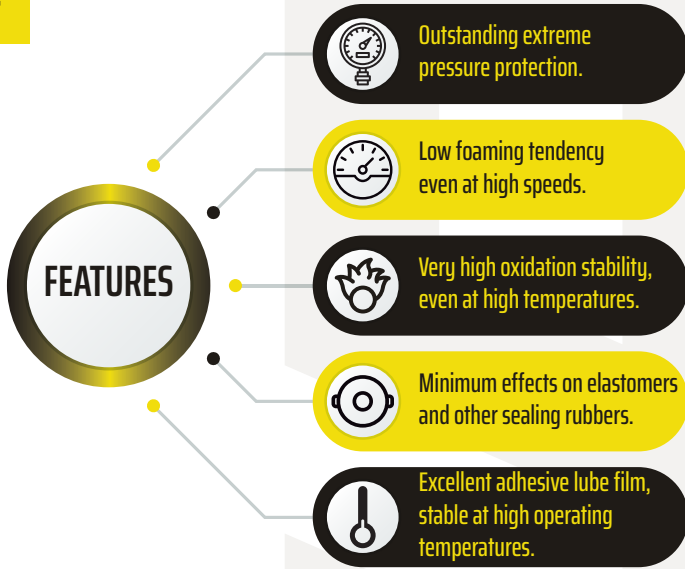 FEATURES
Outstanding extreme
pressure protection.
Low foaming tendency
even at high speeds.
Very high oxidation stability,
even at high temperatures.
Minimum effects on elastomers
and other sealing rubbers.
Excellent adhesive lube film,
stable at high operating
temperatures.